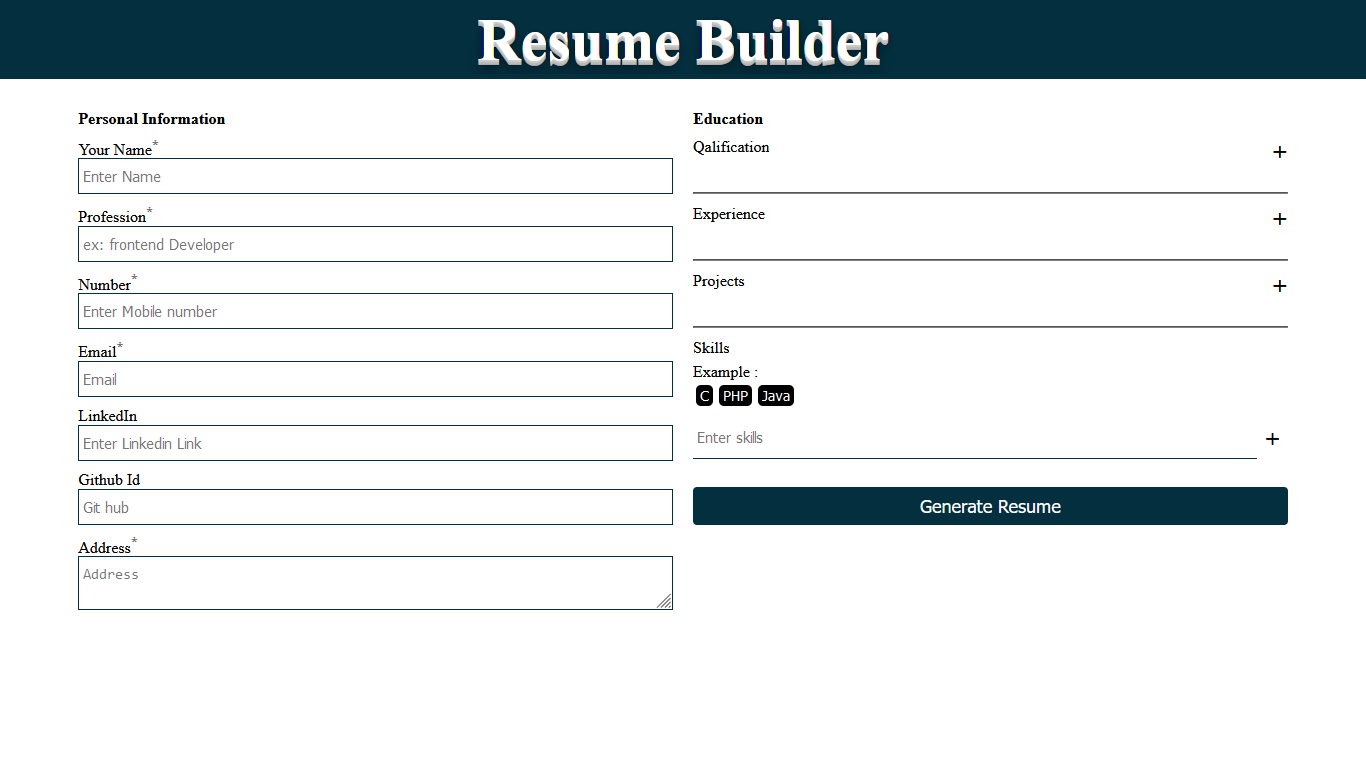 Resume Builder
Personal Information
Your Name*
Enter Name
Profession*
ex: frontend Developer
Number*
Enter Mobile number
Email*
Email
LinkedIn
Enter Linkedin Link
Github Id
Git hub
Address*
Address
Education
Qalification
+
Experience
+
Projects
+
Skills
Example :
C PHP Java
Enter skills
+
Generate Resume